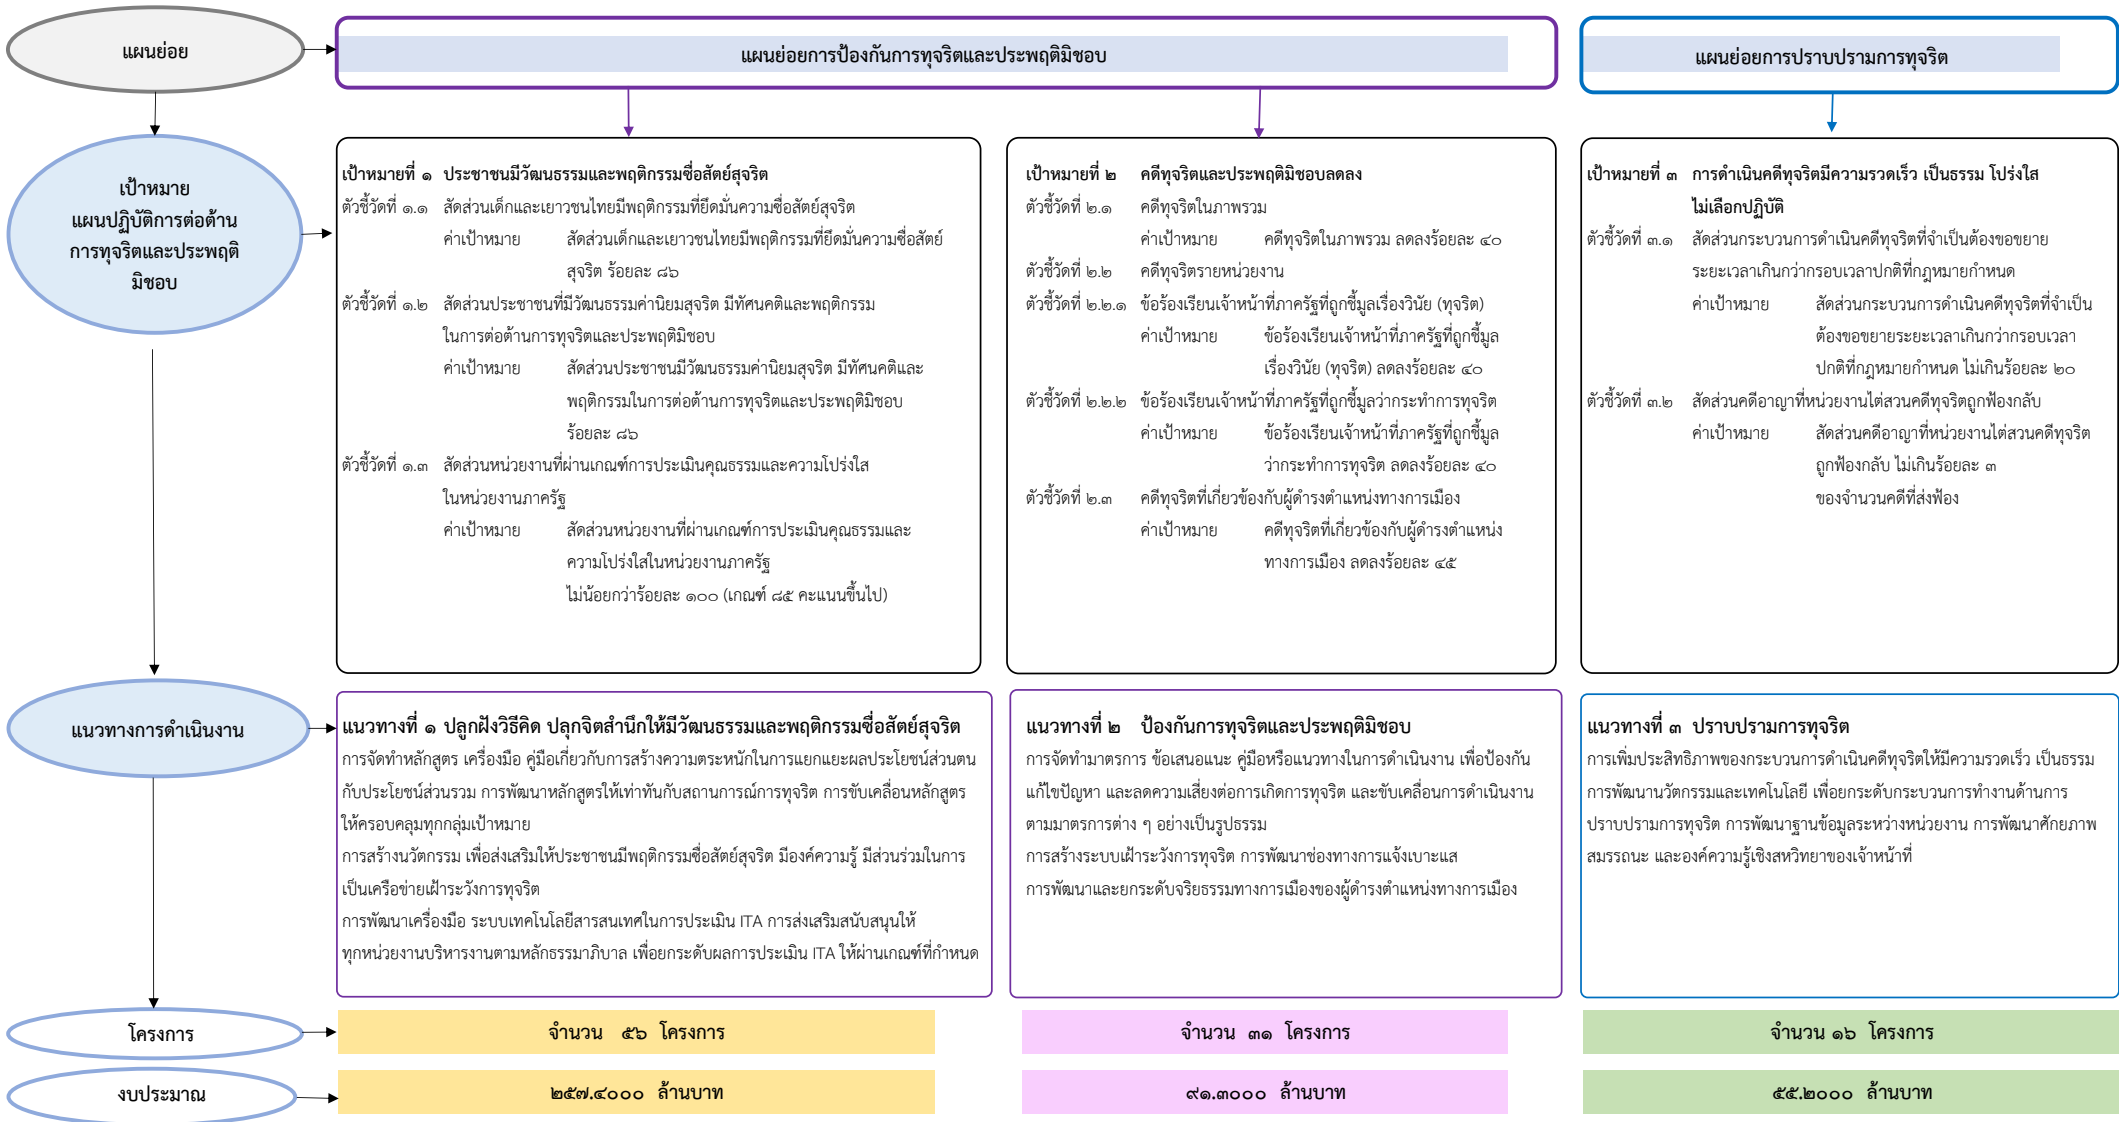 แผนย่อย
แผนย่อยการป้องกันการทุจริตและประพฤติมิชอบ
แผนย่อยการปราบปรามการทุจริต
เป้าหมาย
แผนปฏิบัติการต่อต้าน
การทุจริตและประพฤติ
มิชอบ
เป้าหมายที่ ๑ ประชาชนมีวัฒนธรรมและพฤติกรรมซื่อสัตย์สุจริต
ตัวชี้วัดที่ ๑.๑ สัดส่วนเด็กและเยาวชนไทยมีพฤติกรรมที่ยึดมั่นความซื่อสัตย์สุจริต
ค่าเป้าหมาย สัดส่วนเด็กและเยาวชนไทยมีพฤติกรรมที่ยึดมั่นความซื่อสัตย์
สุจริต ร้อยละ ๘๖
ตัวชี้วัดที่ ๑.๒ สัดส่วนประชาชนที่มีวัฒนธรรมค่านิยมสุจริต มีทัศนคติและพฤติกรรม
ในการต่อต้านการทุจริตและประพฤติมิชอบ
ค่าเป้าหมาย สัดส่วนประชาชนมีวัฒนธรรมค่านิยมสุจริต มีทัศนคติและ
พฤติกรรมในการต่อต้านการทุจริตและประพฤติมิชอบ
ร้อยละ ๘๖
ตัวชี้วัดที่ ๑.๓ สัดส่วนหน่วยงานที่ผ่านเกณฑ์การประเมินคุณธรรมและความโปร่งใส
ในหน่วยงานภาครัฐ
ค่าเป้าหมาย สัดส่วนหน่วยงานที่ผ่านเกณฑ์การประเมินคุณธรรมและ
ความโปร่งใสในหน่วยงานภาครัฐ
ไม่น้อยกว่าร้อยละ ๑๐๐ (เกณฑ์ ๘๕ คะแนนขึ้นไป)
เป้าหมายที่ ๒ คดีทุจริตและประพฤติมิชอบลดลง
ตัวชี้วัดที่ ๒.๑ คดีทุจริตในภาพรวม
ค่าเป้าหมาย คดีทุจริตในภาพรวม ลดลงร้อยละ ๔๐
ตัวชี้วัดที่ ๒.๒ คดีทุจริตรายหน่วยงาน
ตัวชี้วัดที่ ๒.๒.๑ ข้อร้องเรียนเจ้าหน้าที่ภาครัฐที่ถูกชี้มูลเรื่องวินัย (ทุจริต)
ค่าเป้าหมาย ข้อร้องเรียนเจ้าหน้าที่ภาครัฐที่ถูกชี้มูล
เรื่องวินัย (ทุจริต) ลดลงร้อยละ ๔๐
ตัวชี้วัดที่ ๒.๒.๒ ข้อร้องเรียนเจ้าหน้าที่ภาครัฐที่ถูกชี้มูลว่ากระทำการทุจริต
ค่าเป้าหมาย ข้อร้องเรียนเจ้าหน้าที่ภาครัฐที่ถูกชี้มูล
ว่ากระทำการทุจริต ลดลงร้อยละ ๔๐
ตัวชี้วัดที่ ๒.๓ คดีทุจริตที่เกี่ยวข้องกับผู้ดำรงตำแหน่งทางการเมือง
ค่าเป้าหมาย คดีทุจริตที่เกี่ยวข้องกับผู้ดำรงตำแหน่ง
ทางการเมือง ลดลงร้อยละ ๔๕
เป้าหมายที่ ๓ การดำเนินคดีทุจริตมีความรวดเร็ว เป็นธรรม โปร่งใส
ไม่เลือกปฏิบัติ
ตัวชี้วัดที่ ๓.๑ สัดส่วนกระบวนการดำเนินคดีทุจริตที่จำเป็นต้องขอขยาย
ระยะเวลาเกินกว่ากรอบเวลาปกติที่กฎหมายกำหนด
ค่าเป้าหมาย สัดส่วนกระบวนการดำเนินคดีทุจริตที่จำเป็น
ต้องขอขยายระยะเวลาเกินกว่ากรอบเวลา
ปกติที่กฎหมายกำหนด ไม่เกินร้อยละ ๒๐
ตัวชี้วัดที่ ๓.๒ สัดส่วนคดีอาญาที่หน่วยงานไต่สวนคดีทุจริตถูกฟ้องกลับ
ค่าเป้าหมาย สัดส่วนคดีอาญาที่หน่วยงานไต่สวนคดีทุจริต
ถูกฟ้องกลับ ไม่เกินร้อยละ ๓
ของจำนวนคดีที่ส่งฟ้อง
แนวทางการดำเนินงาน
แนวทางที่ ๑ ปลูกฝังวิธีคิด ปลุกจิตสำนึกให้มีวัฒนธรรมและพฤติกรรมซื่อสัตย์สุจริต
การจัดทำหลักสูตร เครื่องมือ คู่มือเกี่ยวกับการสร้างความตระหนักในการแยกแยะผลประโยชน์ส่วนตน
กับประโยชน์ส่วนรวม การพัฒนาหลักสูตรให้เท่าทันกับสถานการณ์การทุจริต การขับเคลื่อนหลักสูตร
ให้ครอบคลุมทุกกลุ่มเป้าหมาย
การสร้างนวัตกรรม เพื่อส่งเสริมให้ประชาชนมีพฤติกรรมซื่อสัตย์สุจริต มีองค์ความรู้ มีส่วนร่วมในการ
เป็นเครือข่ายเฝ้าระวังการทุจริต
การพัฒนาเครื่องมือ ระบบเทคโนโลยีสารสนเทศในการประเมิน ITA การส่งเสริมสนับสนุนให้
ทุกหน่วยงานบริหารงานตามหลักธรรมาภิบาล เพื่อยกระดับผลการประเมิน ITA ให้ผ่านเกณฑ์ที่กำหนด
แนวทางที่ ๒ ป้องกันการทุจริตและประพฤติมิชอบ
การจัดทำมาตรการ ข้อเสนอแนะ คู่มือหรือแนวทางในการดำเนินงาน เพื่อป้องกัน
แก้ไขปัญหา และลดความเสี่ยงต่อการเกิดการทุจริต และขับเคลื่อนการดำเนินงาน
ตามมาตรการต่าง ๆ อย่างเป็นรูปธรรม
การสร้างระบบเฝ้าระวังการทุจริต การพัฒนาช่องทางการแจ้งเบาะแส
การพัฒนาและยกระดับจริยธรรมทางการเมืองของผู้ดำรงตำแหน่งทางการเมือง
แนวทางที่ ๓ ปราบปรามการทุจริต
การเพิ่มประสิทธิภาพของกระบวนการดำเนินคดีทุจริตให้มีความรวดเร็ว เป็นธรรม
การพัฒนานวัตกรรมและเทคโนโลยี เพื่อยกระดับกระบวนการทำงานด้านการ
ปราบปรามการทุจริต การพัฒนาฐานข้อมูลระหว่างหน่วยงาน การพัฒนาศักยภาพ
สมรรถนะ และองค์ความรู้เชิงสหวิทยาของเจ้าหน้าที่
โครงการ
จำนวน ๕๖ โครงการ
จำนวน ๓๑ โครงการ
จำนวน ๑๖ โครงการ
งบประมาณ
๒๕๗.๔๐๐๐ ล้านบาท
๙๑.๓๐๐๐ ล้านบาท
๕๕.๒๐๐๐ ล้านบาท